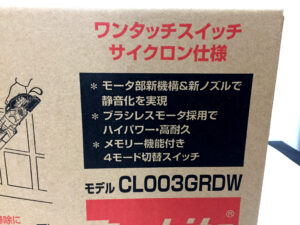 ワンタッチスイッチ
サイクロン仕様
＊ モータ部新機構&新ノズルで
静音化を実現
＊ ブラシレスモータ採用で
ハイパワー・高耐久
＊ メモリー機能付き
4モード切替スイッチ
モデル CL003GRDW
掃除に
®